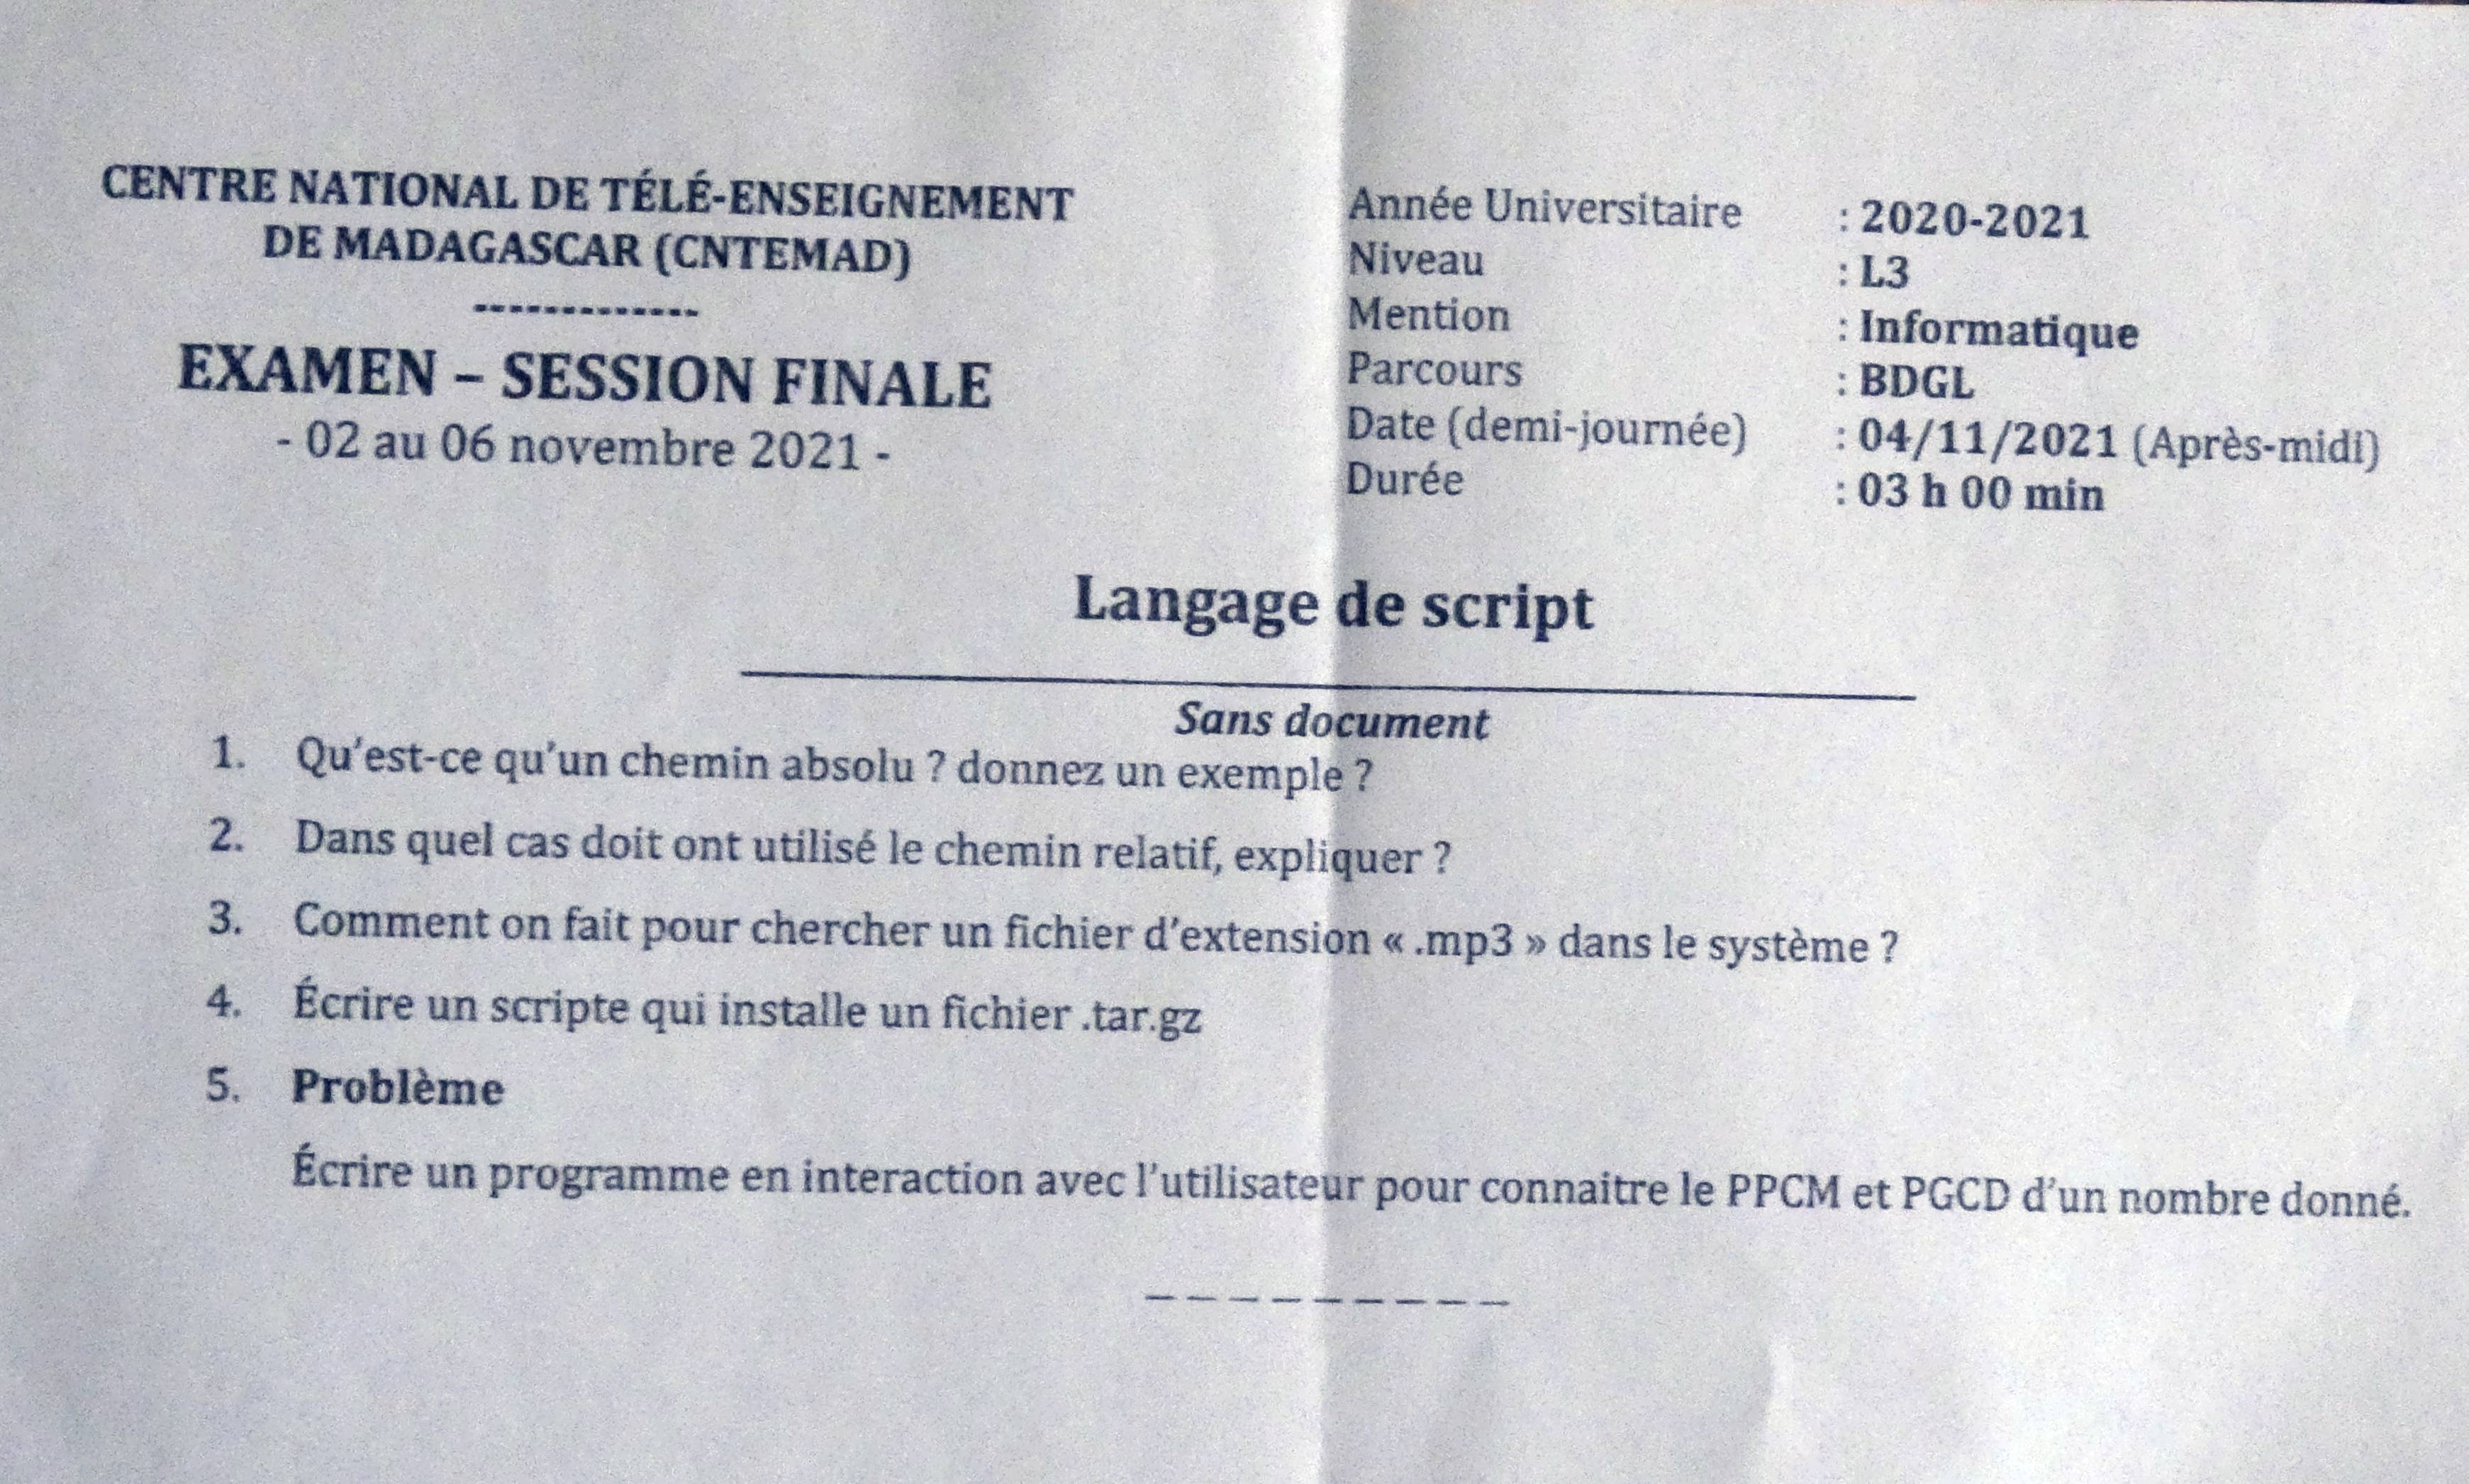 CENTRE NATIONAL DE TÉLÉ-ENSEIGNEMENT
DE MADAGASCAR (CNTEMAD)
-------------
EXAMEN – SESSION FINALE
- 02 au 06 novembre 2021 -
Année Universitaire : 2020-2021
Niveau : L3
Mention : Informatique
Parcours : BDGL
Date (demi-journée) : 04/11/2021 (Après-midi)
Durée : 03 h 00 min
Langage de script
Sans document
1. Qu'est-ce qu'un chemin absolu ? donnez un exemple ?
2. Dans quel cas doit ont utilisé le chemin relatif, expliquer ?
3. Comment on fait pour chercher un fichier d'extension « .mp3 » dans le système ?
4. Écrire un scripte qui installe un fichier .tar.gz
5. Problème
Écrire un programme en interaction avec l'utilisateur pour connaitre le PPCM et PGCD d'un nombre donné.
_ _ _ _ _ _ _ _ _